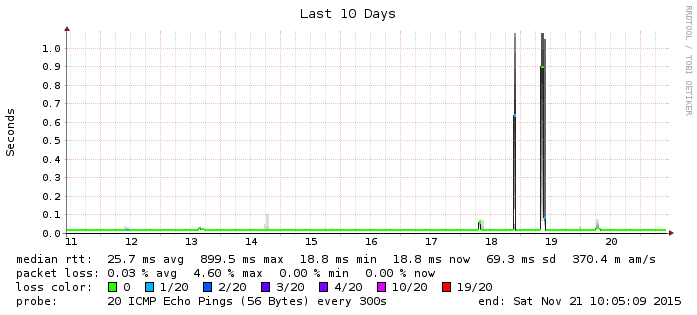 Last 10 Days
RRDTOOL / TOBI OETIKER
Seconds
1.0
0.9
0.8
0.7
0.6
0.5
0.4
0.3
0.2
0.1
0.0
11 12 13 14 15 16 17 18 19 20
median rtt: 25.7 ms avg 899.5 ms max 18.8 ms min 18.8 ms now 69.3 ms sd 370.4 m am/s
packet loss: 0.03 % avg 4.60 % max 0.00 % min 0.00 % now
loss color: 0 1/20 2/20 3/20 4/20 10/20 19/20
probe: 20 ICMP Echo Pings (56 Bytes) every 300s end: Sat Nov 21 10:05:09 2015